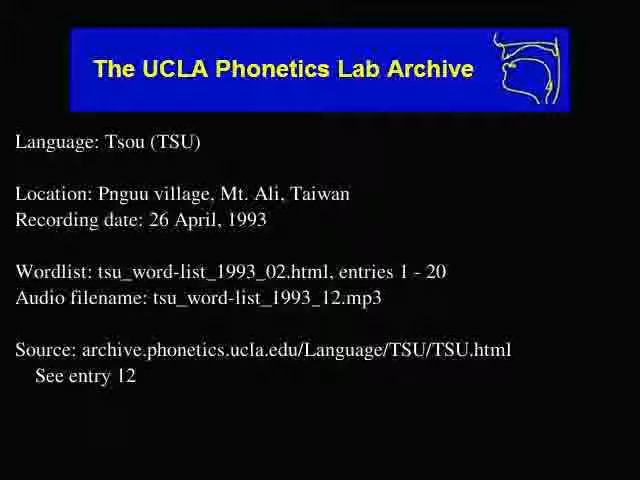 The UCLA Phonetics Lab Archive
Language: Tsou (TSU)
Location: Pnguu village, Mt. Ali, Taiwan
Recording date: 26 April, 1993
Wordlist: tsu_word-list_1993_02.html, entries 1 - 20
Audio filename: tsu_word-list_1993_12.mp3
Source: archive.phonetics.ucla.edu/Language/TSU/TSU.html
See entry 12